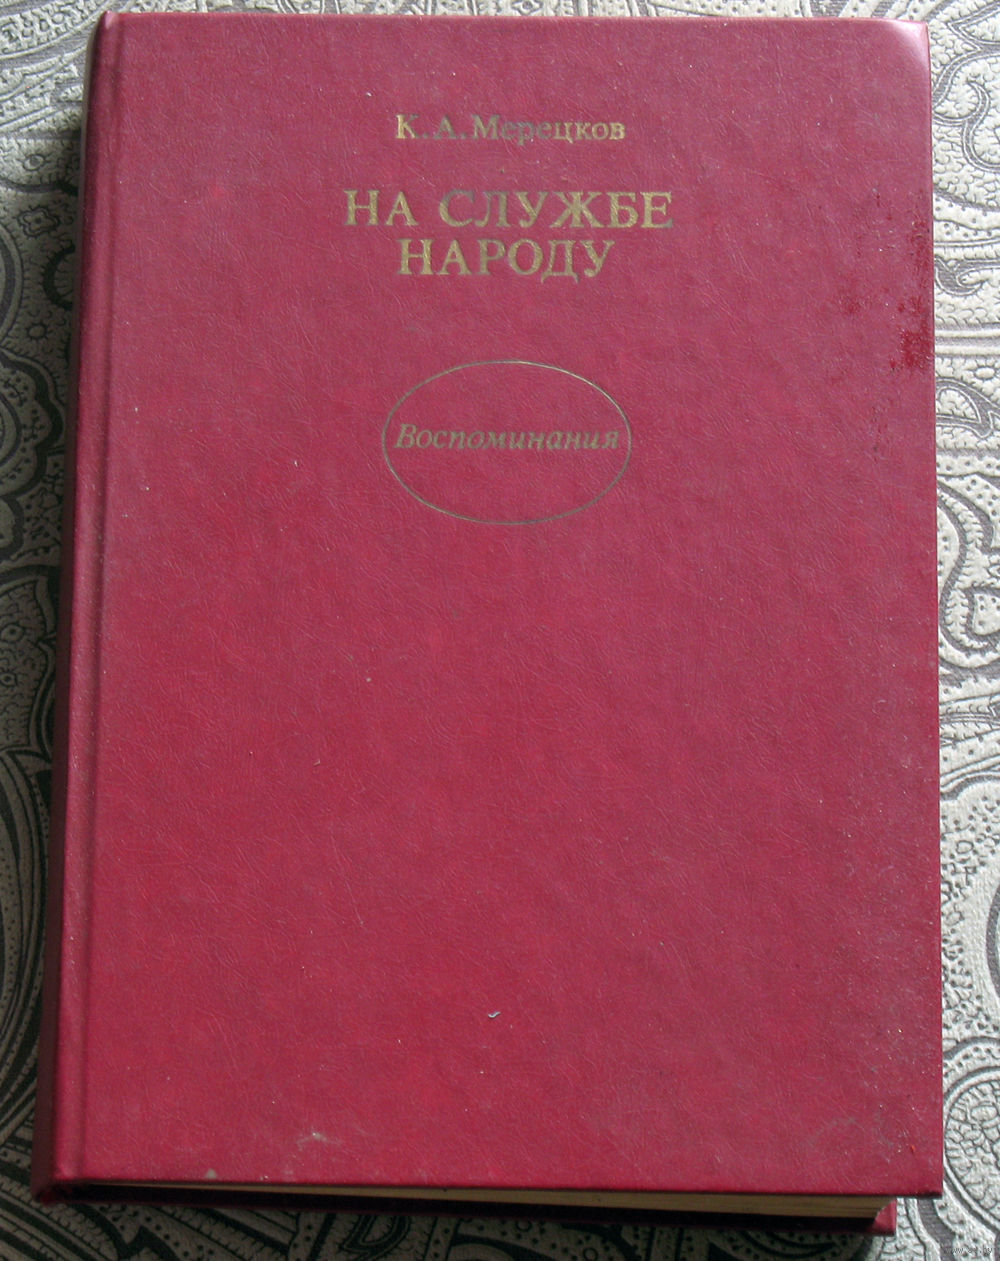 К.А.Мерецков
НА СЛУЖБЕ
НАРОДУ
Воспоминания